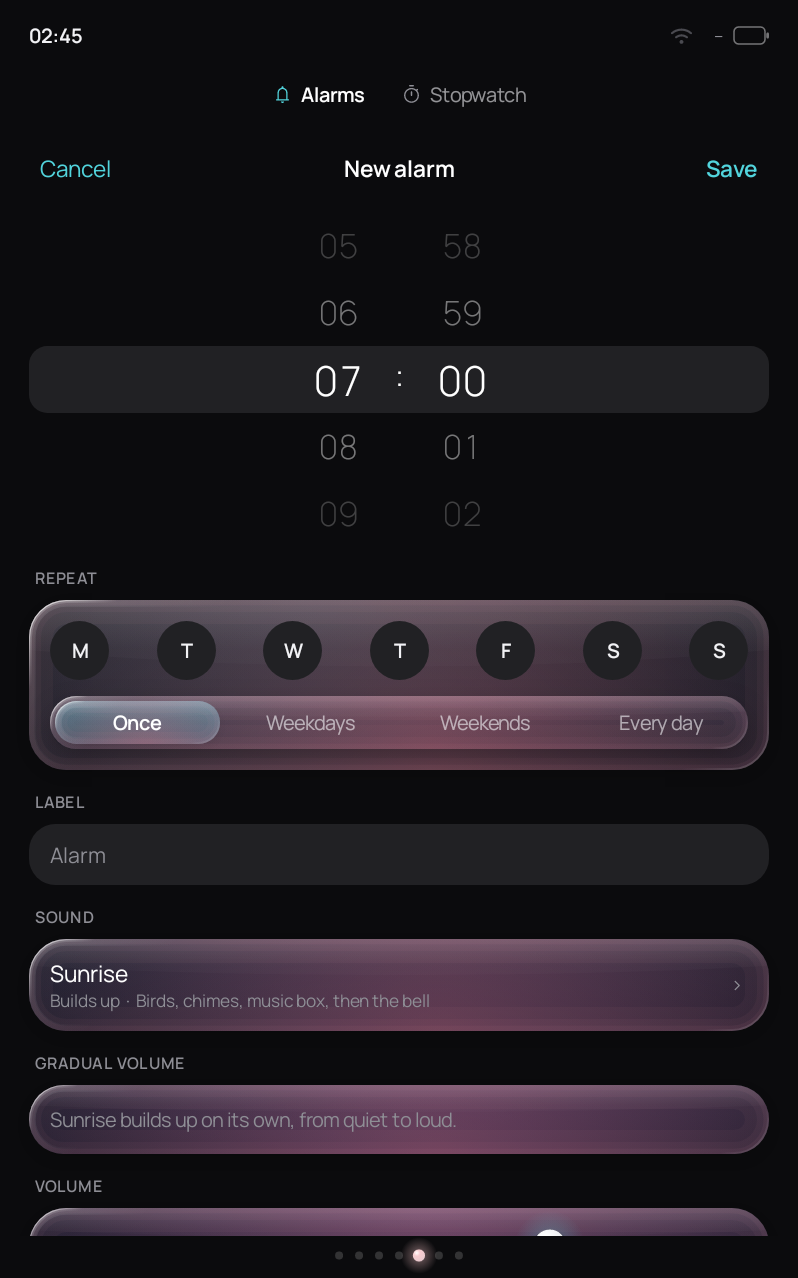 02:45
Alarms Stopwatch
Cancel New alarm Save
05 58
06 59
07 : 00
08 01
09 02
REPEAT
M T W T F S S
Once Weekdays Weekends Every day
LABEL
Alarm
SOUND
Sunrise
Builds up · Birds, chimes, music box, then the bell
GRADUAL VOLUME
Sunrise builds up on its own, from quiet to loud.
VOLUME